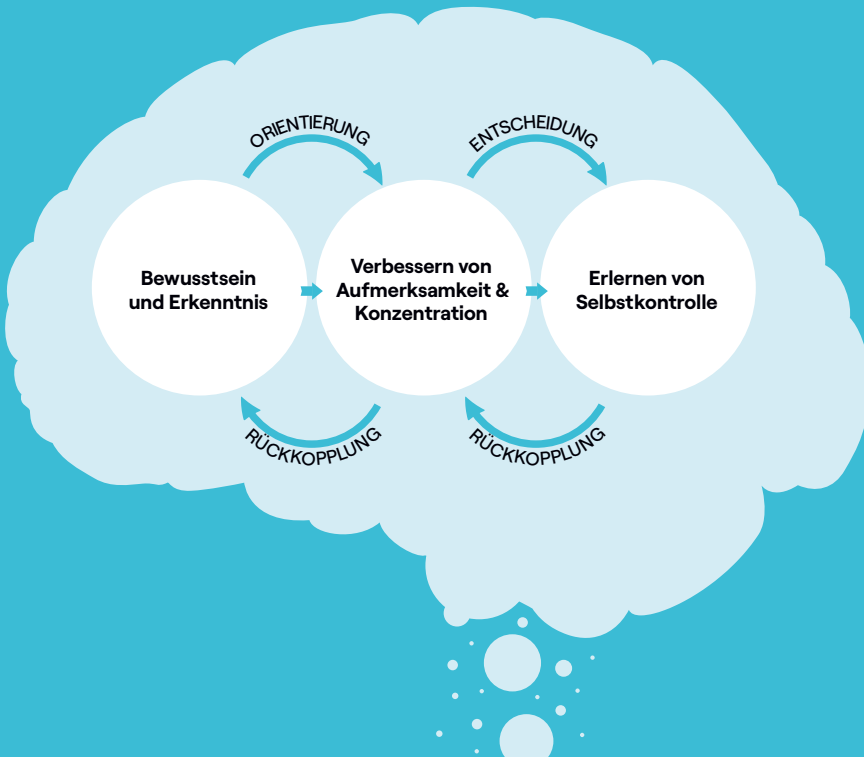 ORIENTIERUNG
ENTSCHEIDUNG
Bewusstsein
und Erkenntnis
Verbessern von
Aufmerksamkeit &
Konzentration
Erlernen von
Selbstkontrolle
RÜCKKOPPLUNG
RÜCKKOPPLUNG